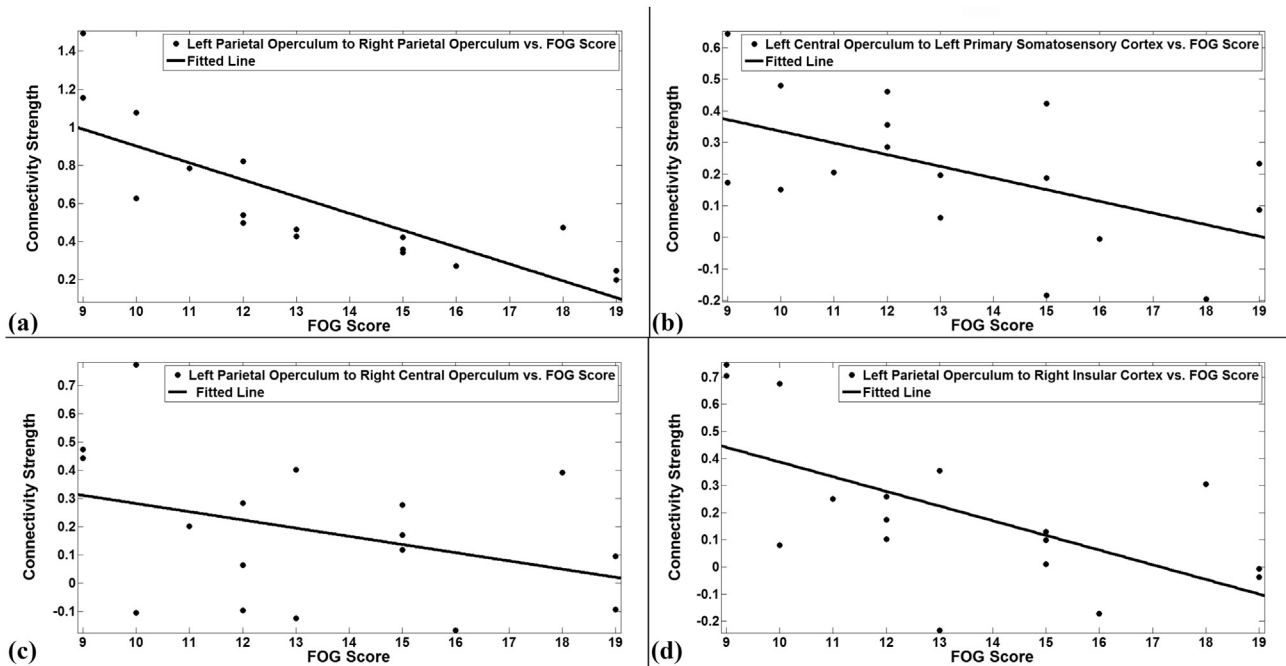 Left Parietal Operculum to Right Parietal Operculum vs. FOG Score
Fitted Line
Connectivity Strength
1.4
1.2
1
0.8
0.6
0.4
0.2
9 10 11 12 13 14 15 16 17 18 19
FOG Score
(a)
Left Central Operculum to Left Primary Somatosensory Cortex vs. FOG Score
Fitted Line
Connectivity Strength
0.6
0.5
0.4
0.3
0.2
0.1
0
-0.1
-0.2
9 10 11 12 13 14 15 16 17 18 19
FOG Score
(b)
Left Parietal Operculum to Right Central Operculum vs. FOG Score
Fitted Line
Connectivity Strength
0.7
0.6
0.5
0.4
0.3
0.2
0.1
0
-0.1
9 10 11 12 13 14 15 16 17 18 19
FOG Score
(c)
Left Parietal Operculum to Right Insular Cortex vs. FOG Score
Fitted Line
Connectivity Strength
0.7
0.6
0.5
0.4
0.3
0.2
0.1
0
-0.1
-0.2
9 10 11 12 13 14 15 16 17 18 19
FOG Score
(d)